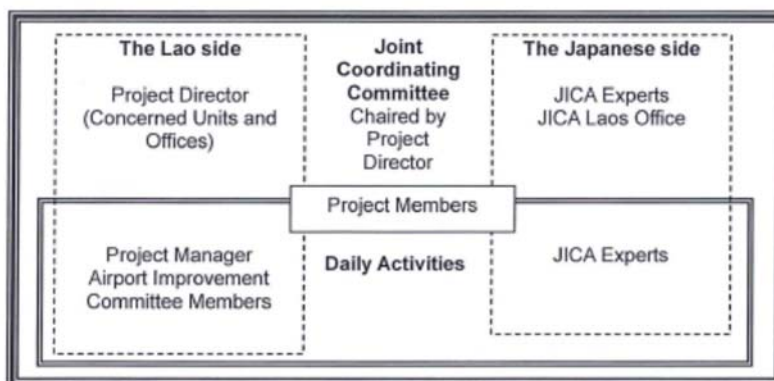 The Lao side
Project Director
(Concerned Units and
Offices)
Joint
Coordinating
Committee
Chaired by
Project
Director
The Japanese side
JICA Experts
JICA Laos Office
Project Members
Project Manager
Airport Improvement
Committee Members
Daily Activities
JICA Experts